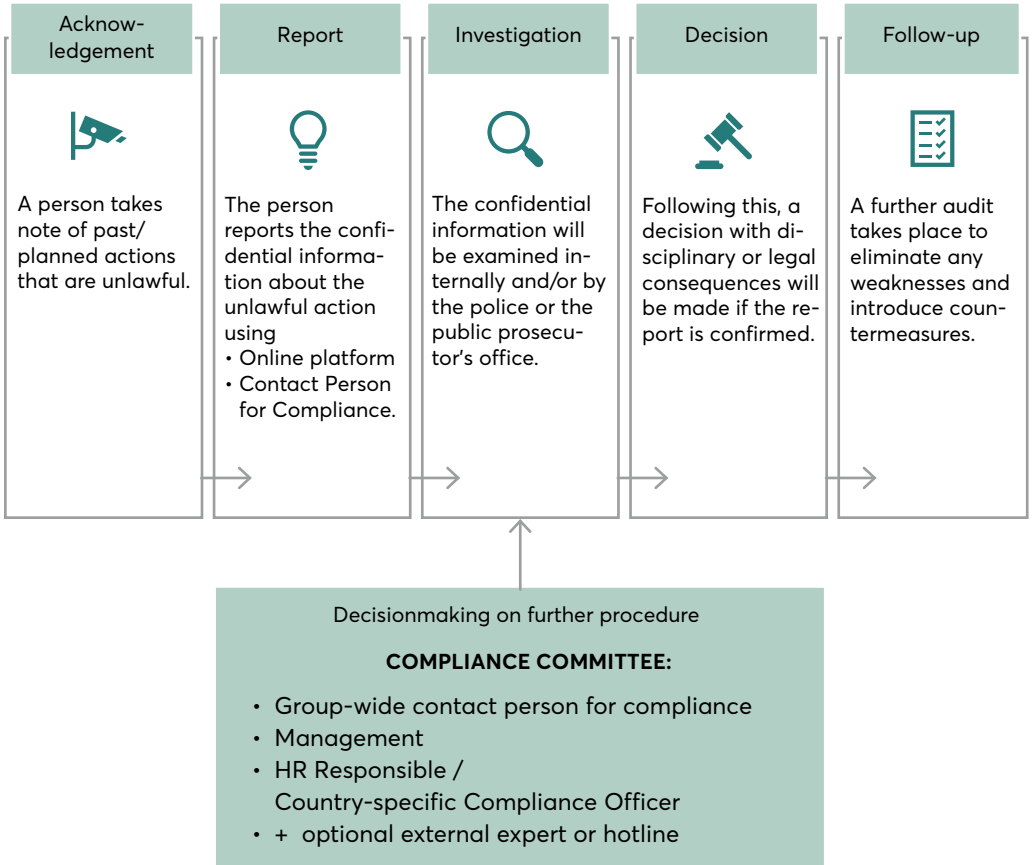 Acknow-
ledgement
A person takes
note of past/
planned actions
that are unlawful.
Report
The person
reports the confi-
dential informa-
tion about the
unlawful action
using
• Online platform
• Contact Person
for Compliance.
Investigation
The confidential
information will
be examined in-
ternally and/or by
the police or the
public prosecu-
tor's office.
Decision
Following this, a
decision with di-
sciplinary or legal
consequences will
be made if the re-
port is confirmed.
Follow-up
A further audit
takes place to
eliminate any
weaknesses and
introduce coun-
termeasures.
Decisionmaking on further procedure
COMPLIANCE COMMITTEE:
• Group-wide contact person for compliance
• Management
• HR Responsible /
Country-specific Compliance Officer
• + optional external expert or hotline